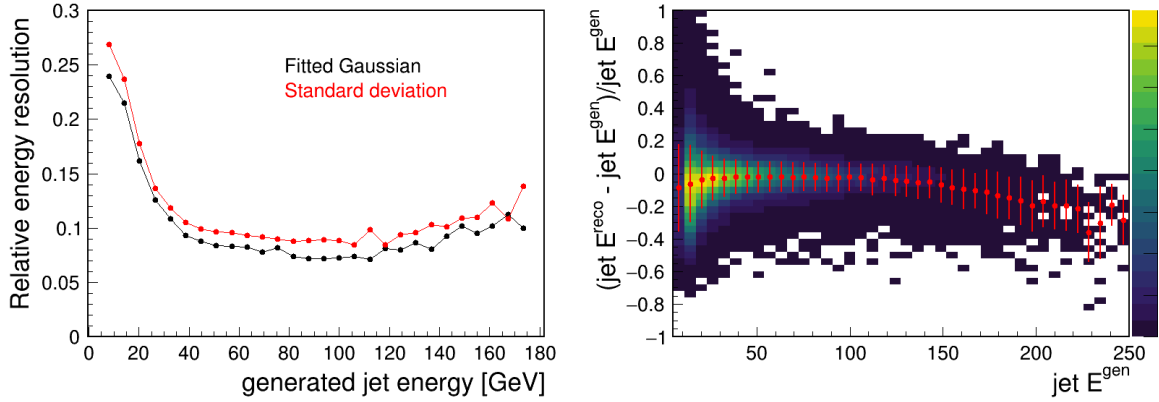 Relative energy resolution
0.3
0.25
0.2
0.15
0.1
0.05
0
Fitted Gaussian
Standard deviation
0 20 40 60 80 100 120 140 160 180
generated jet energy [GeV]
(jet E^reco - jet E^gen)/jet E^gen
1
0.8
0.6
0.4
0.2
0
−0.2
−0.4
−0.6
−0.8
−1
50 100 150 200 250
jet E^gen